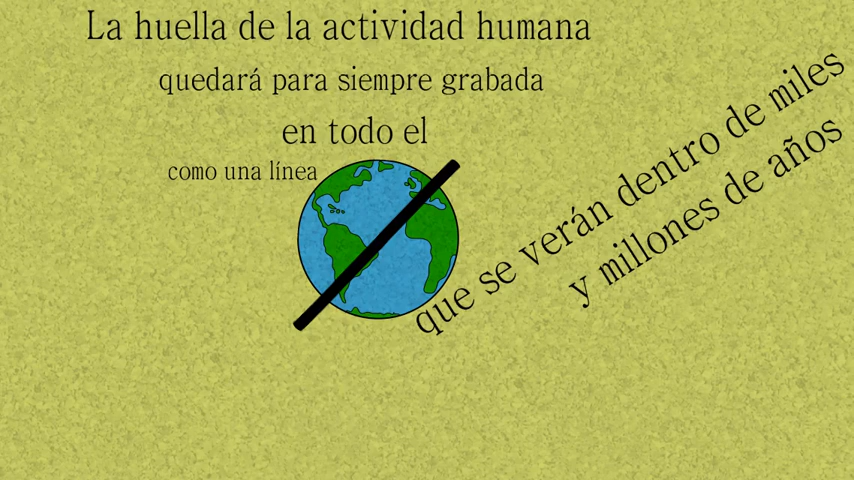 La huella de la actividad humana
quedará para siempre grabada
en todo el
como una línea
que se verán dentro de miles
y millones de años